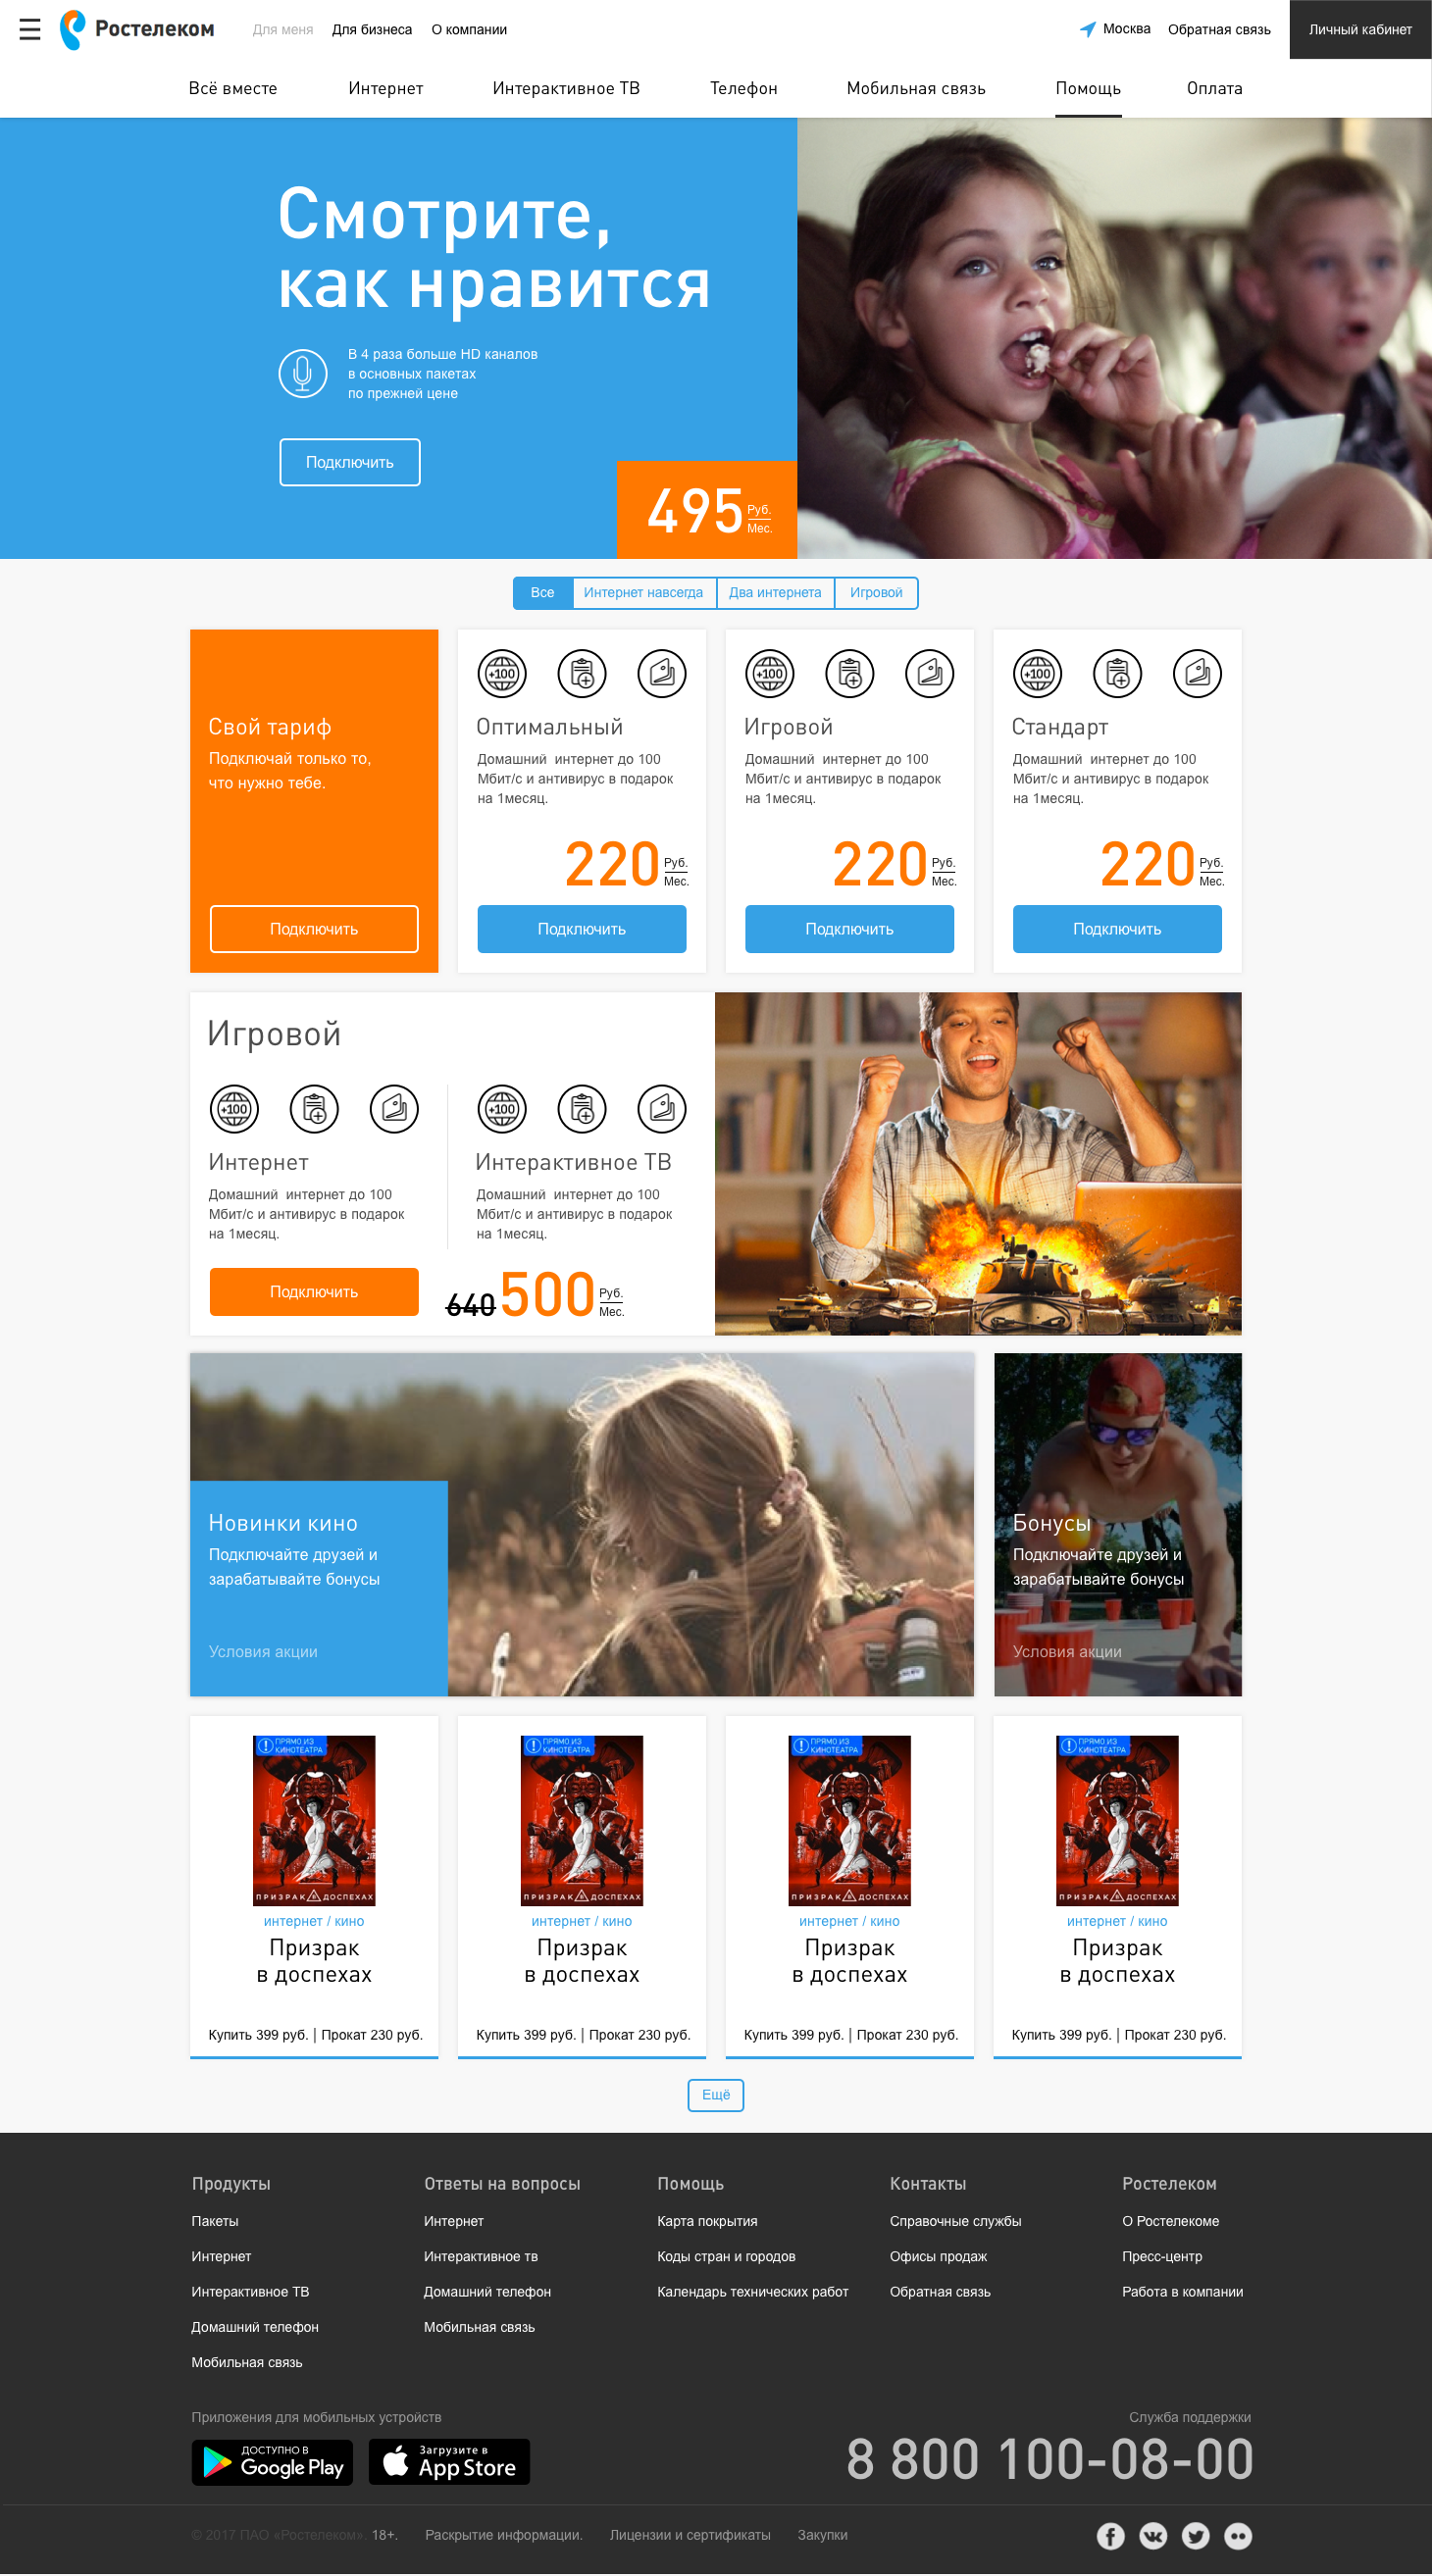 Ростелеком
Для меня
Для бизнеса
О компании
Москва
Обратная связь
Личный кабинет
Всё вместе
Интернет
Интерактивное ТВ
Телефон
Мобильная связь
Помощь
Оплата
Смотрите,
как нравится
В 4 раза больше HD каналов
в основных пакетах
по прежней цене
Подключить
495 Руб.
Мес.
Все
Интернет навсегда
Два интернета
Игровой
Свой тариф
Подключай только то,
что нужно тебе.
Подключить
+100
Оптимальный
Домашний интернет до 100
Мбит/с и антивирус в подарок
на 1месяц.
220 Руб.
Мес.
Подключить
+100
Игровой
Домашний интернет до 100
Мбит/с и антивирус в подарок
на 1месяц.
220 Руб.
Мес.
Подключить
+100
Стандарт
Домашний интернет до 100
Мбит/с и антивирус в подарок
на 1месяц.
220 Руб.
Мес.
Подключить
Игровой
+100
Интернет
Домашний интернет до 100
Мбит/с и антивирус в подарок
на 1месяц.
Подключить
+100
Интерактивное ТВ
Домашний интернет до 100
Мбит/с и антивирус в подарок
на 1месяц.
640 500 Руб.
Мес.
Новинки кино
Подключайте друзей и
зарабатывайте бонусы
Условия акции
Бонусы
Подключайте друзей и
зарабатывайте бонусы
Условия акции
ПРЯМО ИЗ
КИНОТЕАТРА
ПРИЗРАК В ДОСПЕХАХ
интернет / кино
Призрак
в доспехах
Купить 399 руб. | Прокат 230 руб.
ПРЯМО ИЗ
КИНОТЕАТРА
ПРИЗРАК В ДОСПЕХАХ
интернет / кино
Призрак
в доспехах
Купить 399 руб. | Прокат 230 руб.
ПРЯМО ИЗ
КИНОТЕАТРА
ПРИЗРАК В ДОСПЕХАХ
интернет / кино
Призрак
в доспехах
Купить 399 руб. | Прокат 230 руб.
ПРЯМО ИЗ
КИНОТЕАТРА
ПРИЗРАК В ДОСПЕХАХ
интернет / кино
Призрак
в доспехах
Купить 399 руб. | Прокат 230 руб.
Ещё
Продукты
Пакеты
Интернет
Интерактивное ТВ
Домашний телефон
Мобильная связь
Ответы на вопросы
Интернет
Интерактивное тв
Домашний телефон
Мобильная связь
Помощь
Карта покрытия
Коды стран и городов
Календарь технических работ
Контакты
Справочные службы
Офисы продаж
Обратная связь
Ростелеком
О Ростелекоме
Пресс-центр
Работа в компании
Приложения для мобильных устройств
ДОСТУПНО В
Google Play
Загрузите в
App Store
Служба поддержки
8 800 100-08-00
© 2017 ПАО «Ростелеком». 18+.
Раскрытие информации.
Лицензии и сертификаты
Закупки